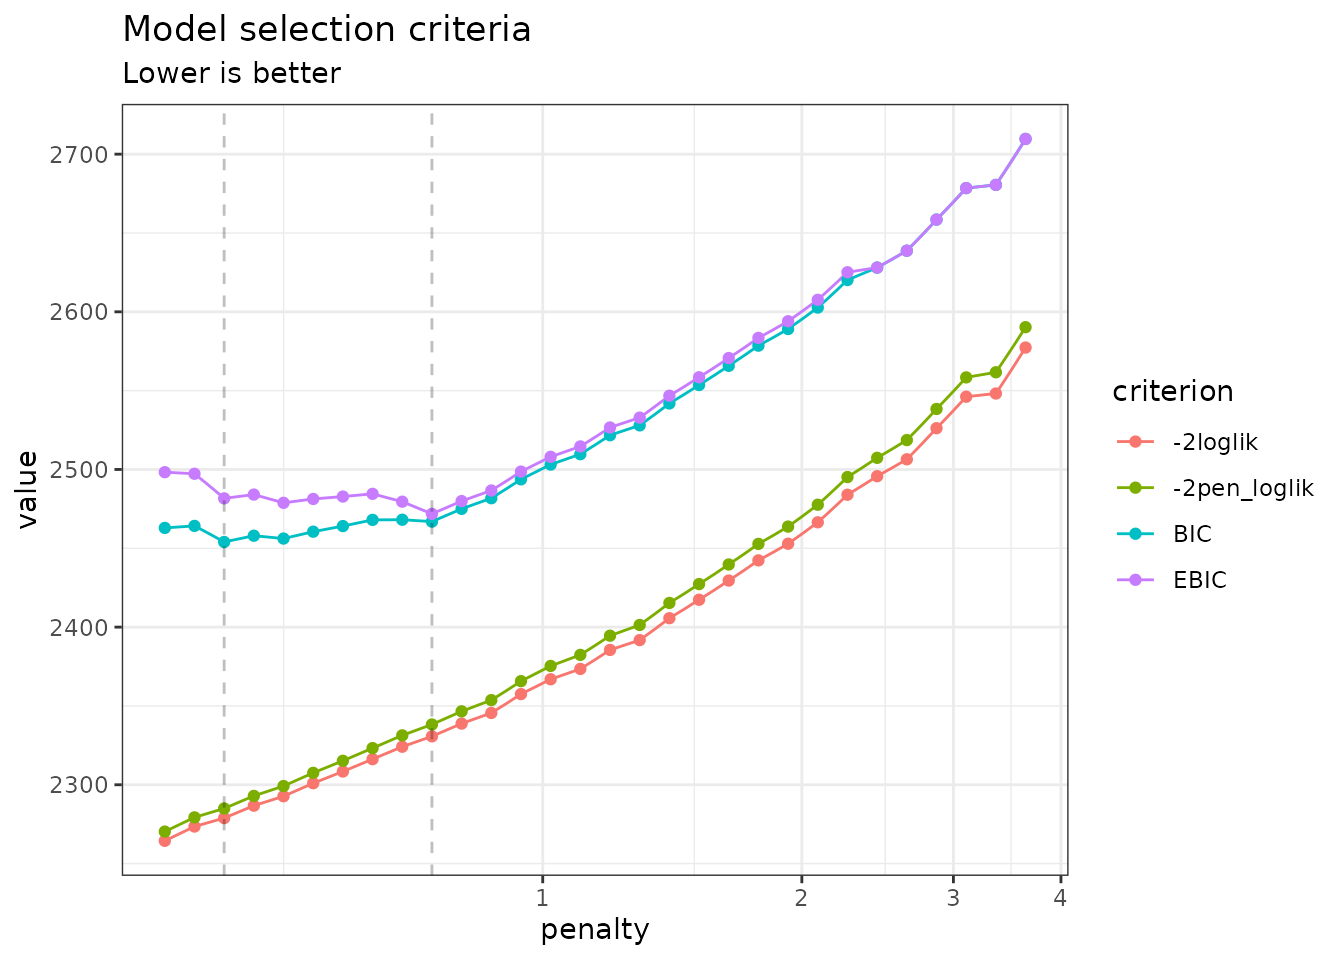 Model selection criteria
Lower is better
2700
2600
2500
2400
2300
value
1
2
3
4
penalty
criterion
-2loglik
-2pen_loglik
BIC
EBIC